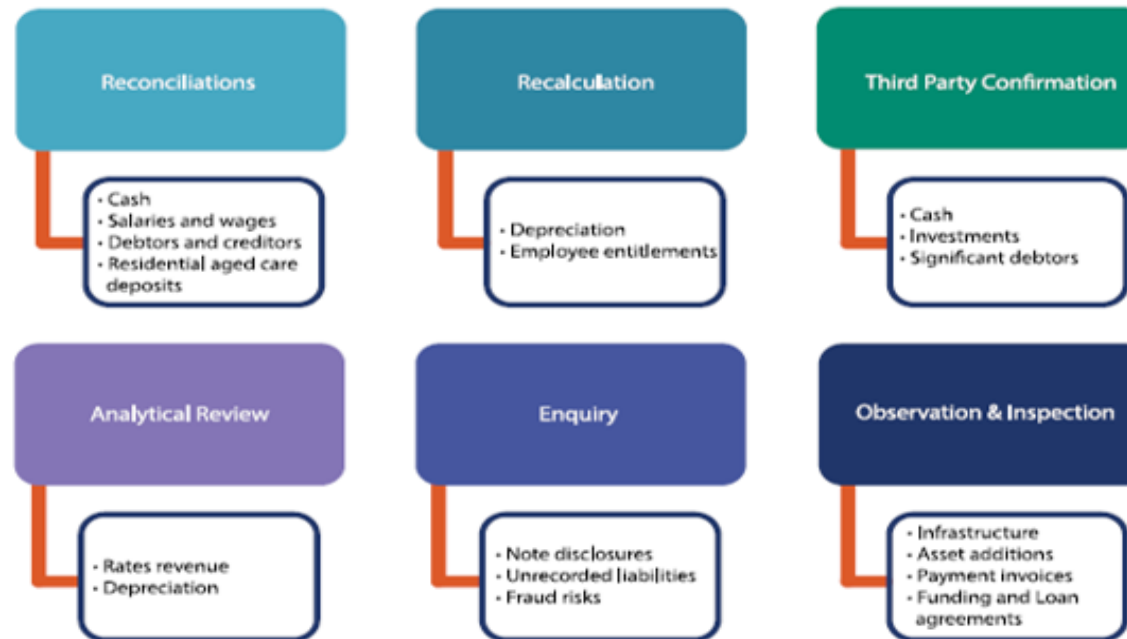 Reconciliations
• Cash
• Salaries and wages
• Debtors and creditors
• Residential aged care
deposits
Recalculation
• Depreciation
• Employee entitlements
Third Party Confirmation
• Cash
• Investments
• Significant debtors
Analytical Review
• Rates revenue
• Depreciation
Enquiry
• Note disclosures
• Unrecorded liabilities
• Fraud risks
Observation & Inspection
• Infrastructure
• Asset additions
• Payment invoices
• Funding and Loan
agreements